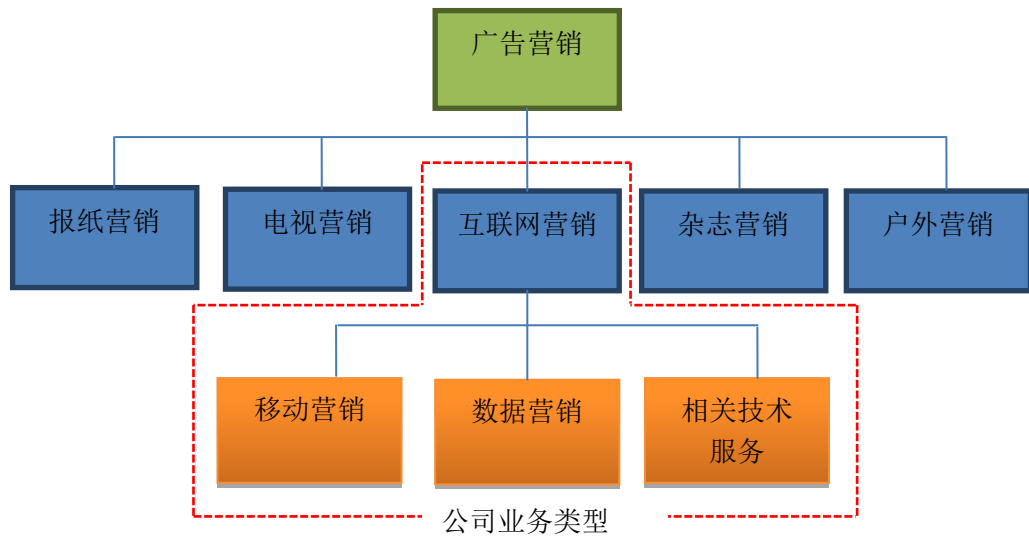 广告营销
报纸营销
电视营销
互联网营销
杂志营销
户外营销
移动营销
数据营销
相关技术
服务
公司业务类型